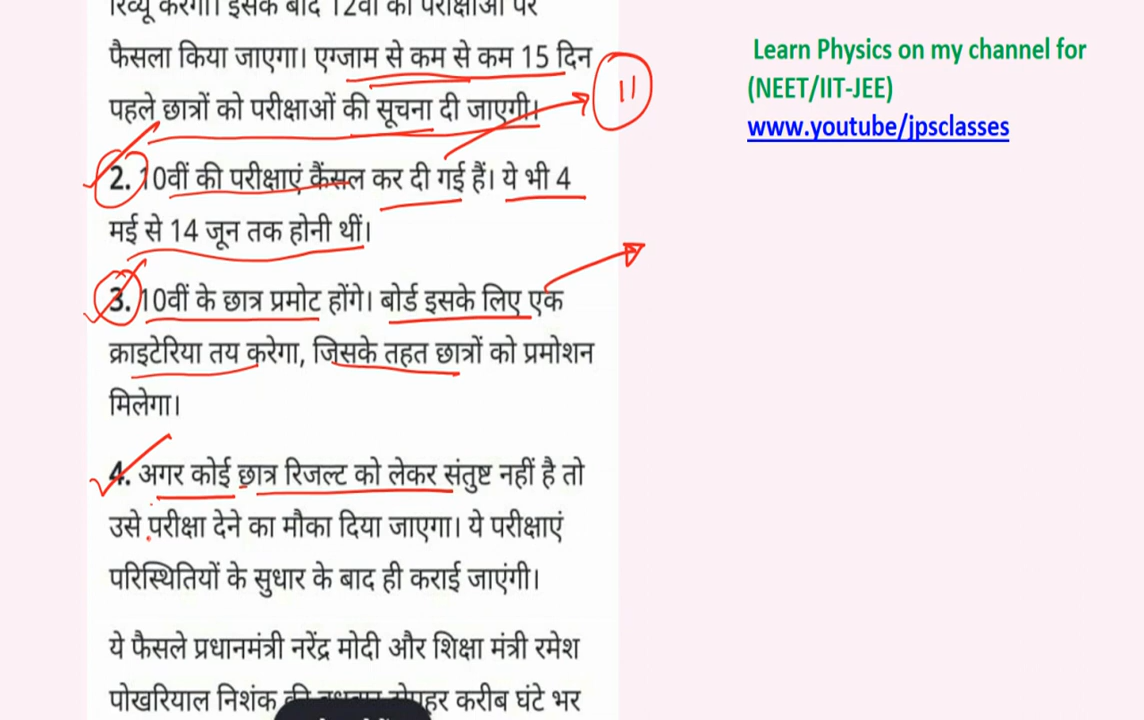 रिव्यू करेगा। इसके बाद 12वीं की परीक्षाओं पर
फैसला किया जाएगा। एग्जाम से कम से कम 15 दिन
पहले छात्रों को परीक्षाओं की सूचना दी जाएगी।
11
2. 10वीं की परीक्षाएं कैंसल कर दी गई हैं। ये भी 4
मई से 14 जून तक होनी थीं।
3. 10वीं के छात्र प्रमोट होंगे। बोर्ड इसके लिए एक
क्राइटेरिया तय करेगा, जिसके तहत छात्रों को प्रमोशन
मिलेगा।
4. अगर कोई छात्र रिजल्ट को लेकर संतुष्ट नहीं है तो
उसे परीक्षा देने का मौका दिया जाएगा। ये परीक्षाएं
परिस्थितियों के सुधार के बाद ही कराई जाएंगी।
ये फैसले प्रधानमंत्री नरेंद्र मोदी और शिक्षा मंत्री रमेश
पोखरियाल निशंक की करीब घंटे भर
Learn Physics on my channel for
(NEET/IIT-JEE)
www.youtube/jpsclasses